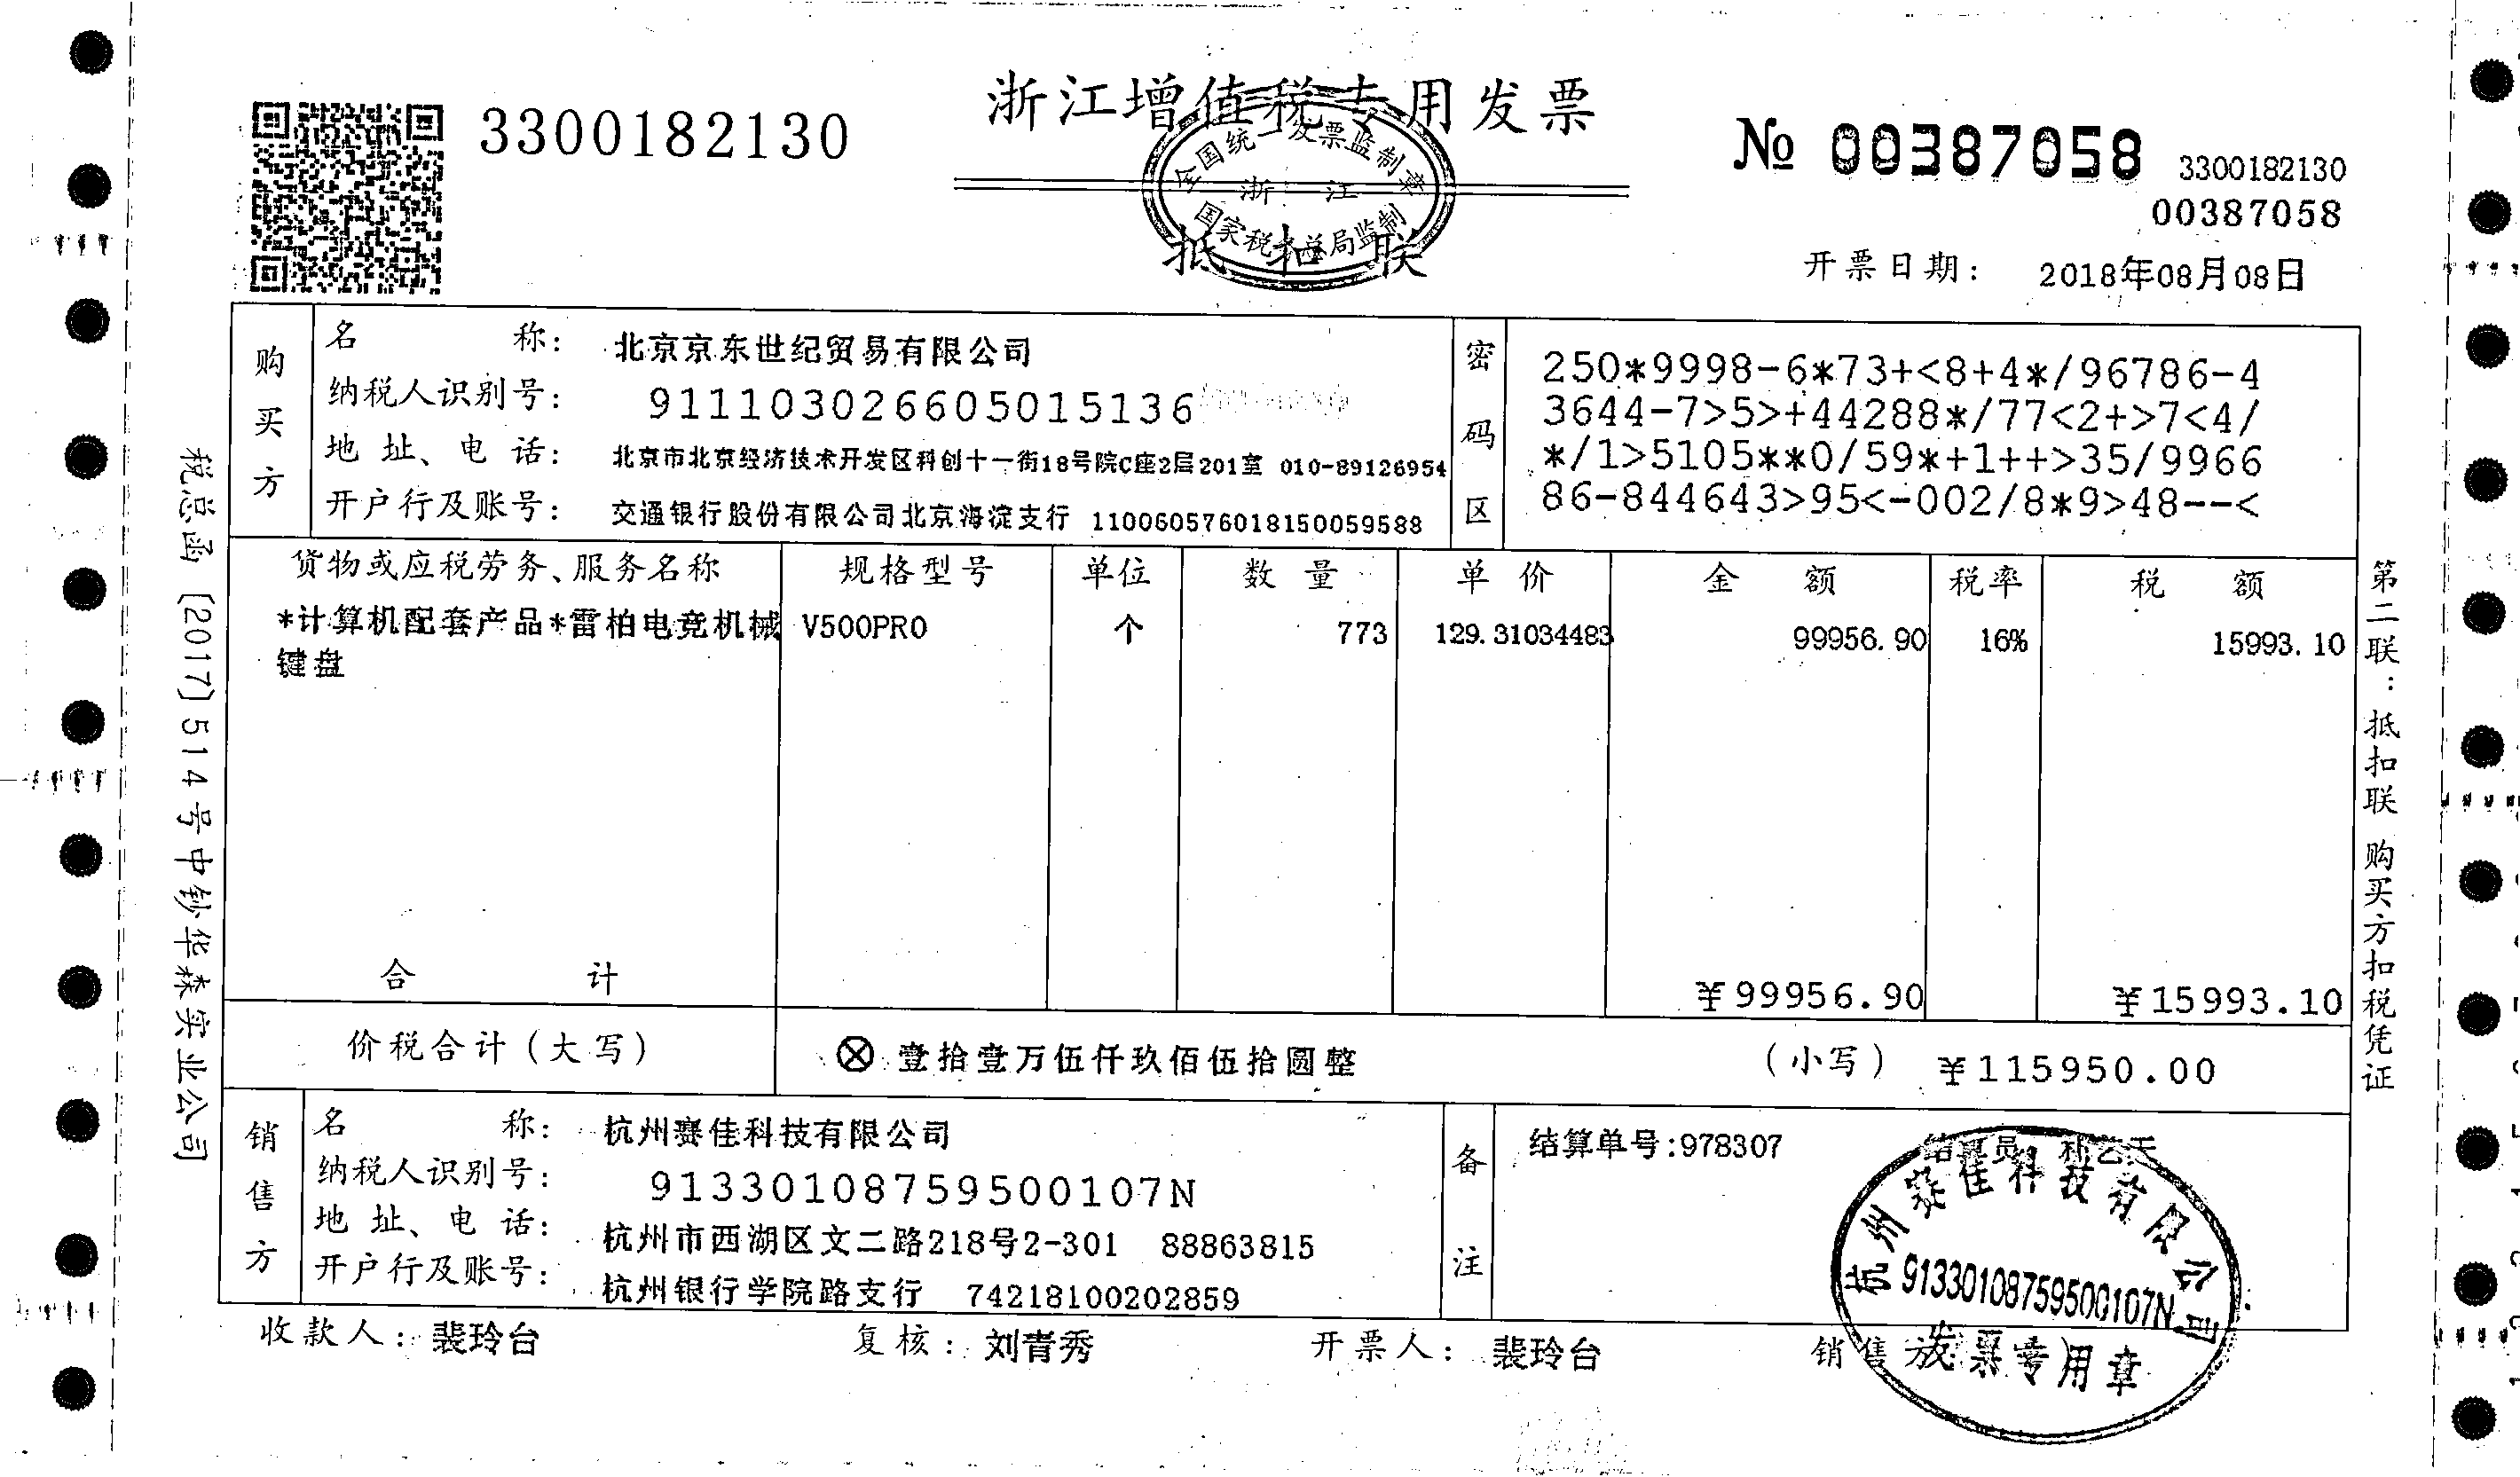 3300182130
浙江增值税专用发票
全国统一发票监制章
浙 江
国家税务总局监制
抵扣联
№ 00387058
3300182130
00387058
开票日期: 2018年08月08日
购买方
名 称: 北京京东世纪贸易有限公司
纳税人识别号: 911103026605015136
地 址、电 话: 北京市北京经济技术开发区科创十一街18号院C座2层201室 010-89126954
开户行及账号: 交通银行股份有限公司北京海淀支行 110060576018150059588
密码区
250*9998-6*73+<8+4*/96786-4
3644-7>5>+44288*/77<2+>7<4/
*/1>5105**0/59*+1++>35/9966
86-844643>95<-002/8*9>48--<
货物或应税劳务、服务名称 规格型号 单位 数 量 单 价 金 额 税率 税 额
*计算机配套产品*雷柏电竞机械 V500PRO 个 773 129.31034483 99956.90 16% 15993.10
键盘
合 计 ¥99956.90 ¥15993.10
价税合计(大写) ⊗ 壹拾壹万伍仟玖佰伍拾圆整 (小写) ¥115950.00
销售方
名 称: 杭州赛佳科技有限公司
纳税人识别号: 91330108759500107N
地 址、电 话: 杭州市西湖区文二路218号2-301 88863815
开户行及账号: 杭州银行学院路支行 74218100202859
备注
结算单号:978307
杭州赛佳科技有限公司
91330108759500107N
发票专用章
收款人: 裴玲台 复核: 刘青秀 开票人: 裴玲台 销售方:
税总函[2017]514号中钞华森实业公司
第二联:抵扣联 购买方扣税凭证